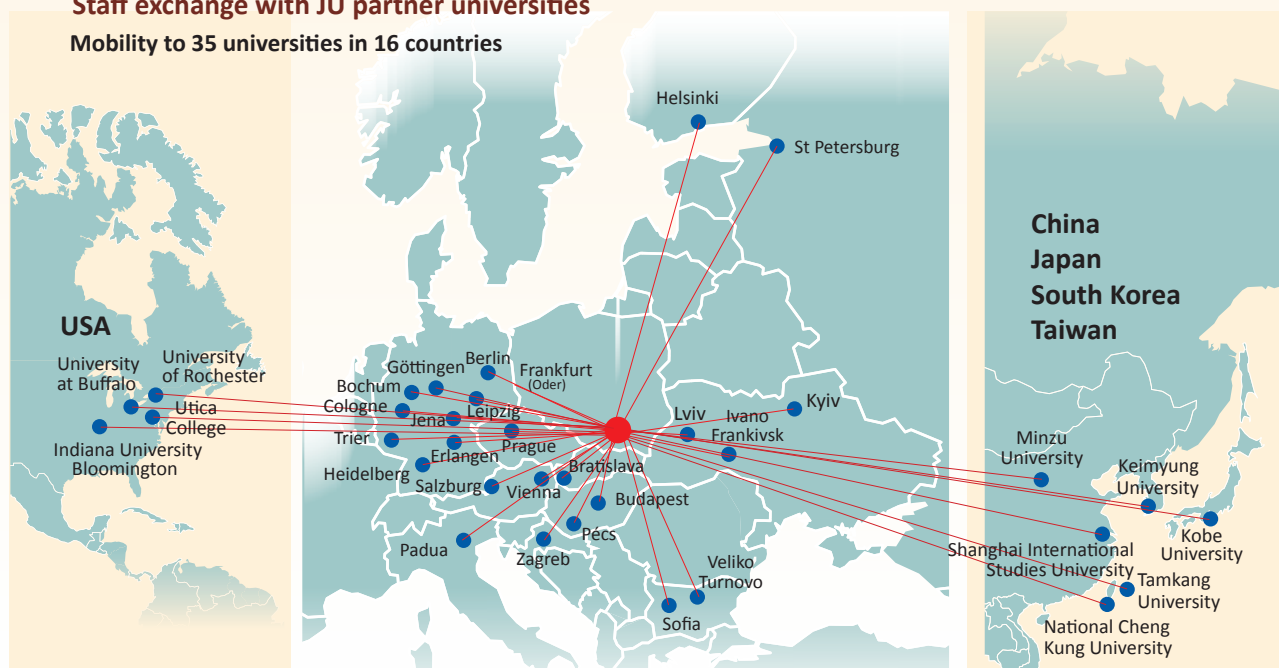 Staff exchange with JU partner universities
Mobility to 35 universities in 16 countries
USA
University
at Buffalo
University
of Rochester
Utica
College
Indiana University
Bloomington
Helsinki
St Petersburg
Göttingen
Berlin
Frankfurt
(Oder)
Bochum
Cologne
Jena
Leipzig
Trier
Erlangen
Prague
Heidelberg
Salzburg
Vienna
Bratislava
Budapest
Pécs
Padua
Zagreb
Lviv
Ivano
Frankivsk
Kyiv
Veliko
Turnovo
Sofia
China
Japan
South Korea
Taiwan
Minzu
University
Keimyung
University
Kobe
University
Shanghai International
Studies University
Tamkang
University
National Cheng
Kung University